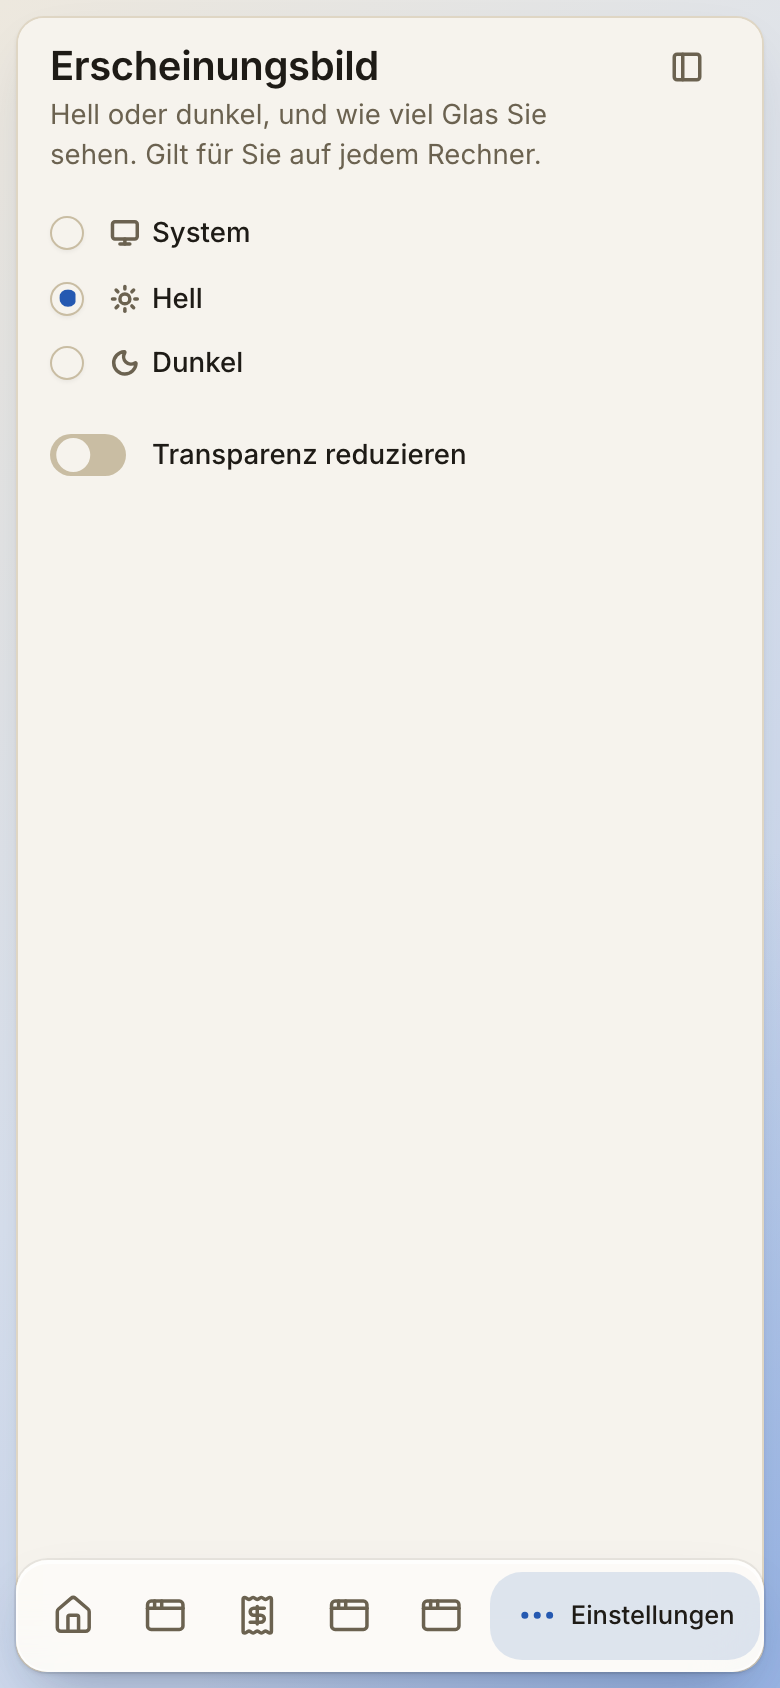 Erscheinungsbild
Hell oder dunkel, und wie viel Glas Sie
sehen. Gilt für Sie auf jedem Rechner.
System
Hell
Dunkel
Transparenz reduzieren
Einstellungen